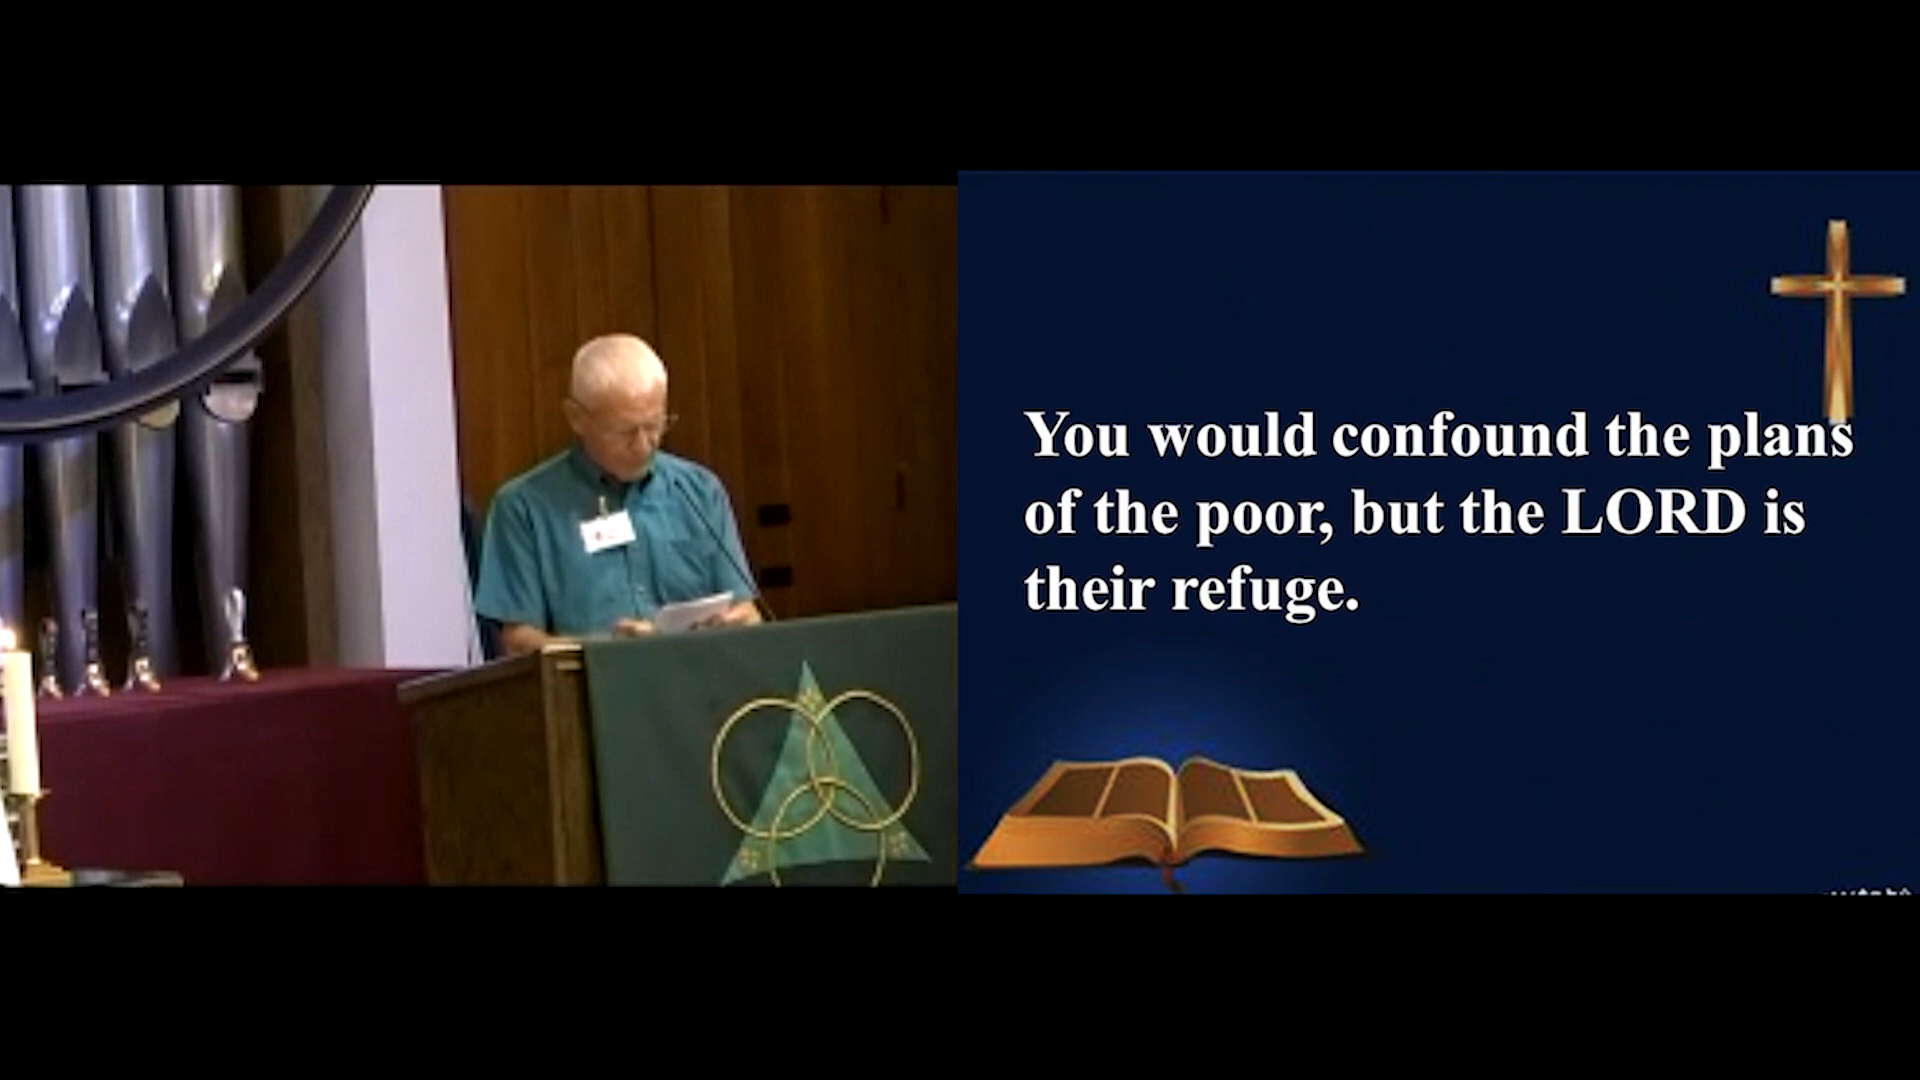 You would confound the plans
of the poor, but the LORD is
their refuge.